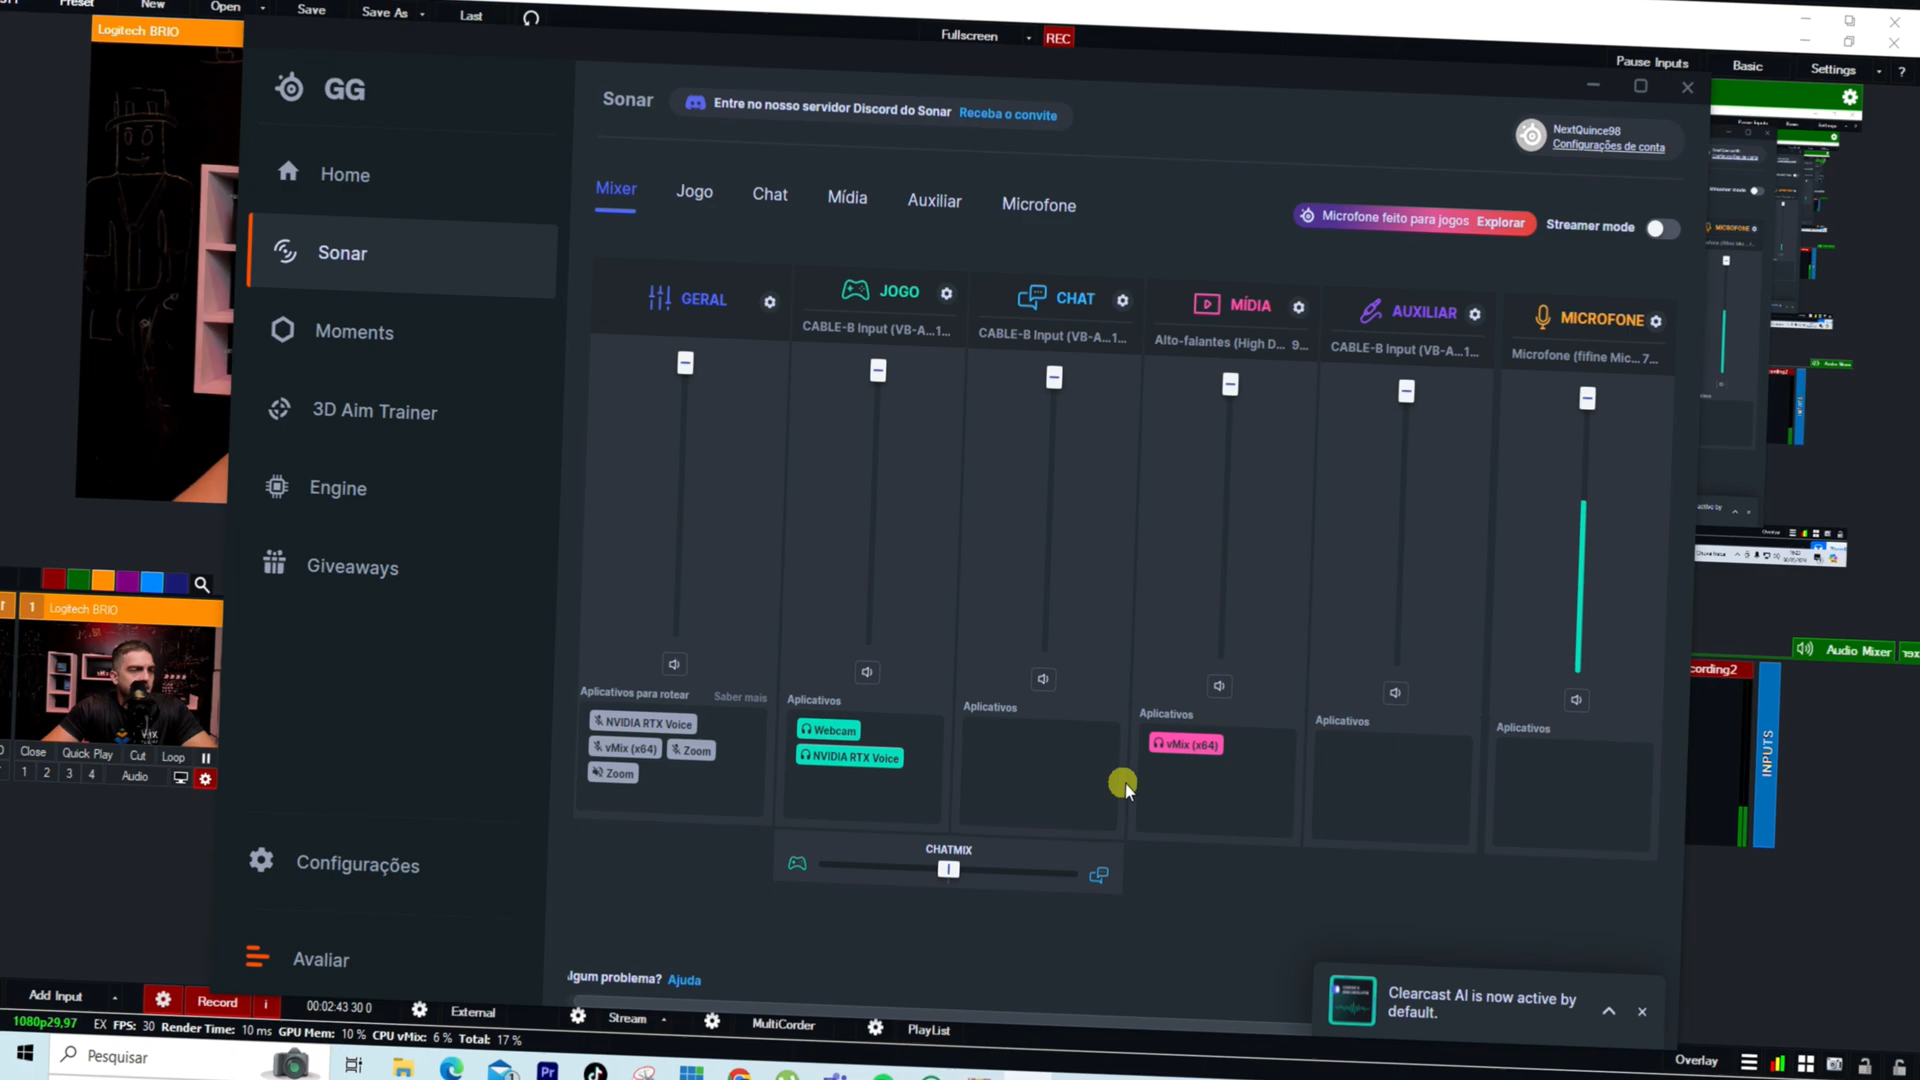 Preset
New
Open
Save
Save As
Last
Fullscreen
REC
Pause Inputs
Basic
Settings
?
Logitech BRIO
GG
Home
Sonar
Moments
3D Aim Trainer
Engine
Giveaways
Configurações
Avaliar
Sonar
Entre no nosso servidor Discord do Sonar Receba o convite
NextQuince98
Configurações de conta
Mixer
Jogo
Chat
Mídia
Auxiliar
Microfone
Microfone feito para jogos Explorar
Streamer mode
GERAL
JOGO
CABLE-B Input (VB-A...1...
CHAT
CABLE-B Input (VB-A...1...
MÍDIA
Alto-falantes (High D... 9...
AUXILIAR
CABLE-B Input (VB-A...1...
MICROFONE
Microfone (fifine Mic... 7...
Aplicativos para rotear
Saber mais
NVIDIA RTX Voice
vMix (x64)
Zoom
Zoom
Aplicativos
Webcam
NVIDIA RTX Voice
Aplicativos
Aplicativos
vMix (x64)
Aplicativos
Aplicativos
CHATMIX
lgum problema? Ajuda
Clearcast AI is now active by
default.
1 Logitech BRIO
Close
Quick Play
Cut
Loop
1 2 3 4
Audio
Audio Mixer
cording2
INPUTS
MICROFONE
Add Input
Record
i
00:02:43 30 0
External
Stream
MultiCorder
PlayList
1080p29,97
EX FPS: 30 Render Time: 10 ms GPU Mem: 10 % CPU vMix: 6 % Total: 17 %
Overlay
Pesquisar
Pr